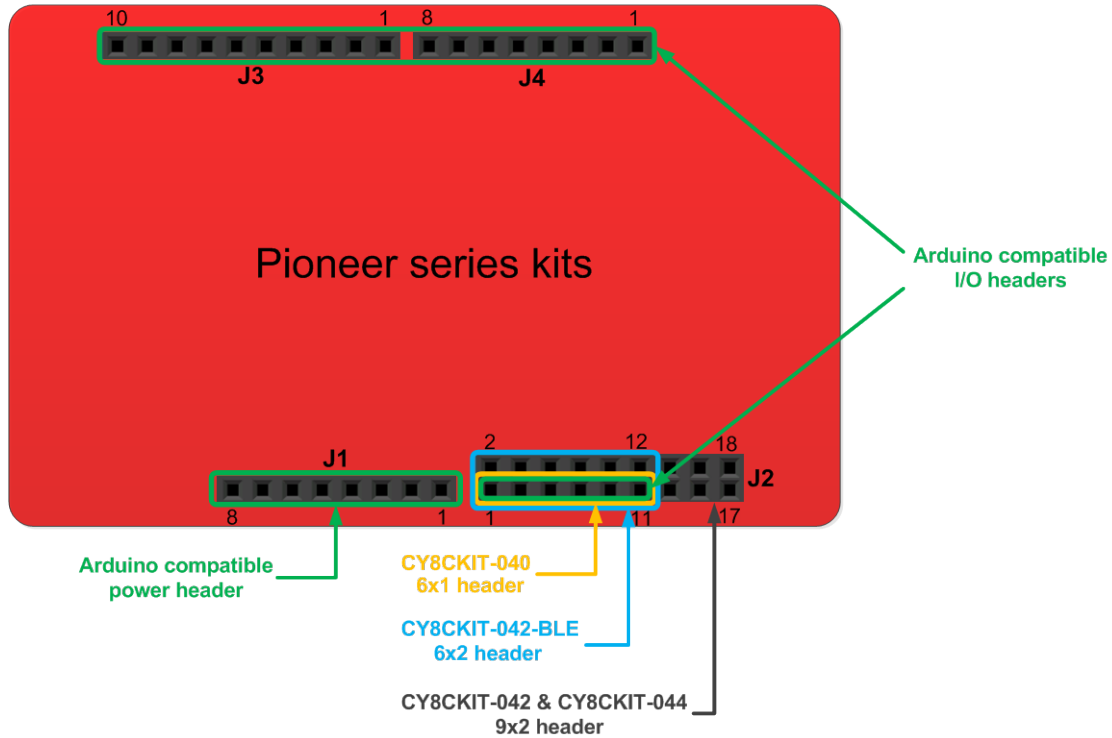 10 1 8 1
J3 J4
Pioneer series kits
Arduino compatible
I/O headers
J1
2 12 18
J2
8 1 1 11 17
Arduino compatible
power header
CY8CKIT-040
6x1 header
CY8CKIT-042-BLE
6x2 header
CY8CKIT-042 & CY8CKIT-044
9x2 header